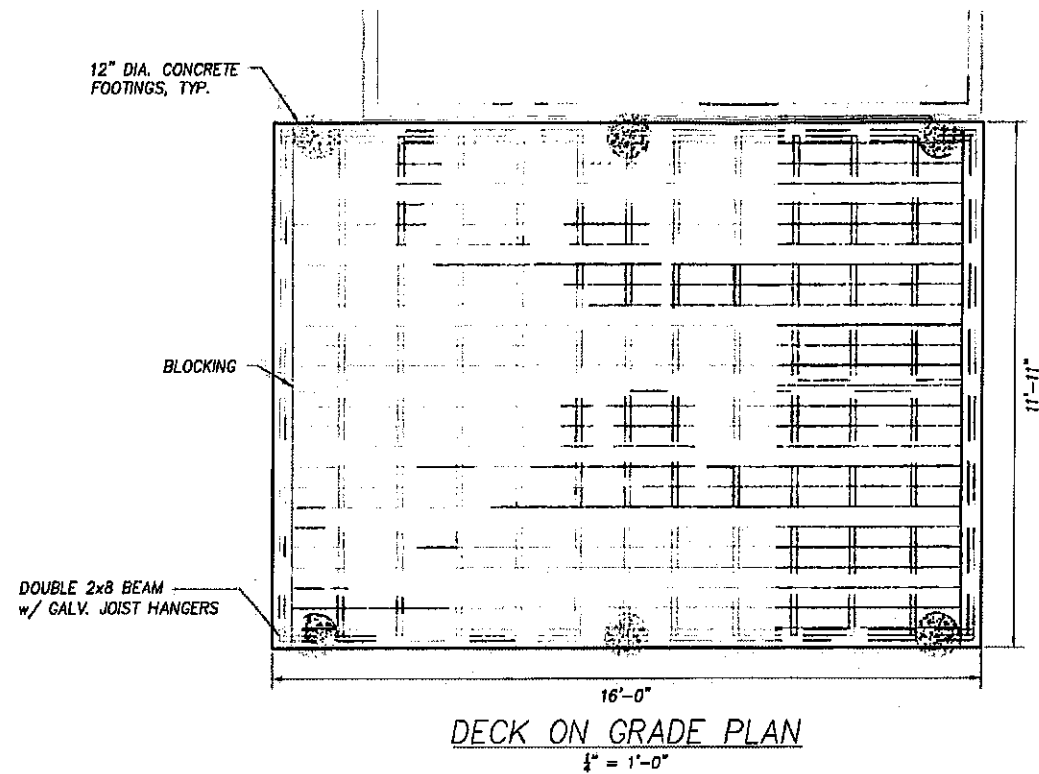 12" DIA. CONCRETE
FOOTINGS, TYP.
BLOCKING
11'-11"
DOUBLE 2x8 BEAM
w/ GALV. JOIST HANGERS
16'-0"
DECK ON GRADE PLAN
1/4" = 1'-0"